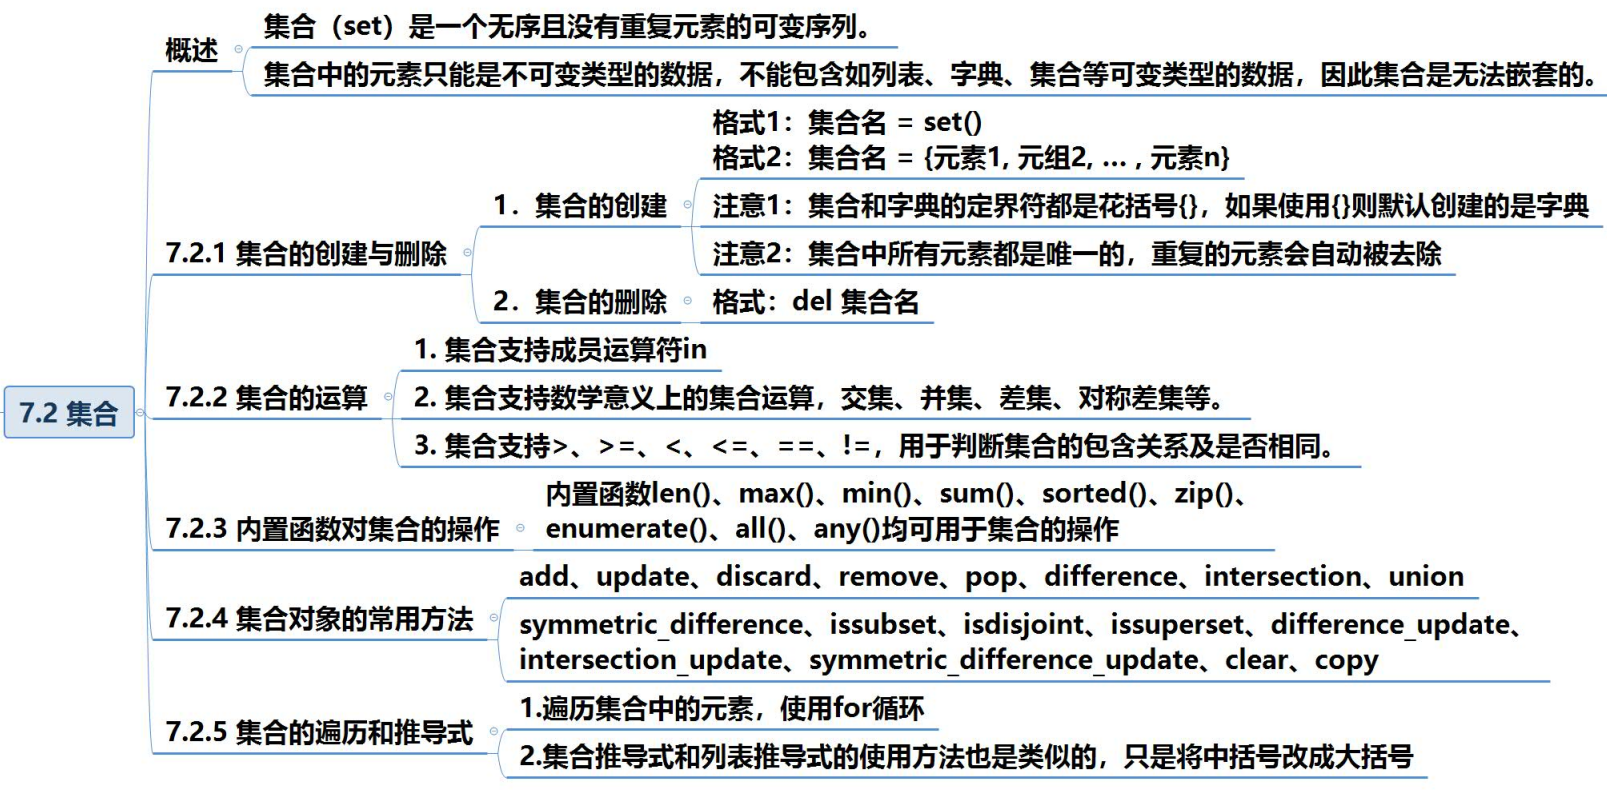 7.2 集合
概述
集合（set）是一个无序且没有重复元素的可变序列。
集合中的元素只能是不可变类型的数据，不能包含如列表、字典、集合等可变类型的数据，因此集合是无法嵌套的。
7.2.1 集合的创建与删除
1．集合的创建
格式1：集合名 = set()
格式2：集合名 = {元素1, 元组2, … , 元素n}
注意1：集合和字典的定界符都是花括号{}，如果使用{}则默认创建的是字典
注意2：集合中所有元素都是唯一的，重复的元素会自动被去除
2．集合的删除
格式：del 集合名
7.2.2 集合的运算
1. 集合支持成员运算符in
2. 集合支持数学意义上的集合运算，交集、并集、差集、对称差集等。
3. 集合支持>、>=、<、<=、==、!=，用于判断集合的包含关系及是否相同。
7.2.3 内置函数对集合的操作
内置函数len()、max()、min()、sum()、sorted()、zip()、
enumerate()、all()、any()均可用于集合的操作
7.2.4 集合对象的常用方法
add、update、discard、remove、pop、difference、intersection、union
symmetric_difference、issubset、isdisjoint、issuperset、difference_update、
intersection_update、symmetric_difference_update、clear、copy
7.2.5 集合的遍历和推导式
1.遍历集合中的元素，使用for循环
2.集合推导式和列表推导式的使用方法也是类似的，只是将中括号改成大括号